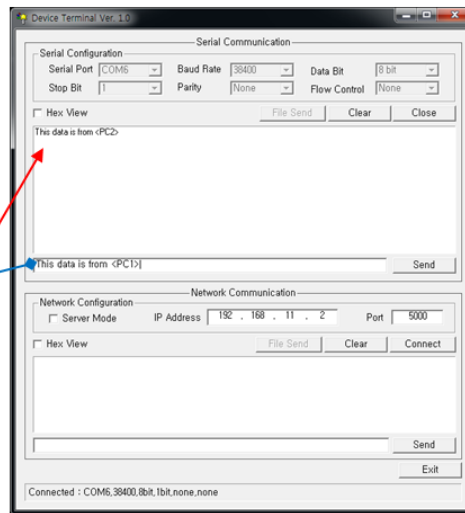 Device Terminal Ver. 1.0
Serial Communication
Serial Configuration
Serial Port COM6 Baud Rate 38400 Data Bit 8 bit
Stop Bit 1 Parity None Flow Control None
Hex View File Send Clear Close
This data is from <PC2>
This data is from <PC1> Send
Network Communication
Network Configuration
Server Mode IP Address 192 . 168 . 11 . 2 Port 5000
Hex View File Send Clear Connect
Send
Exit
Connected : COM6,38400,8bit,1bit,none,none